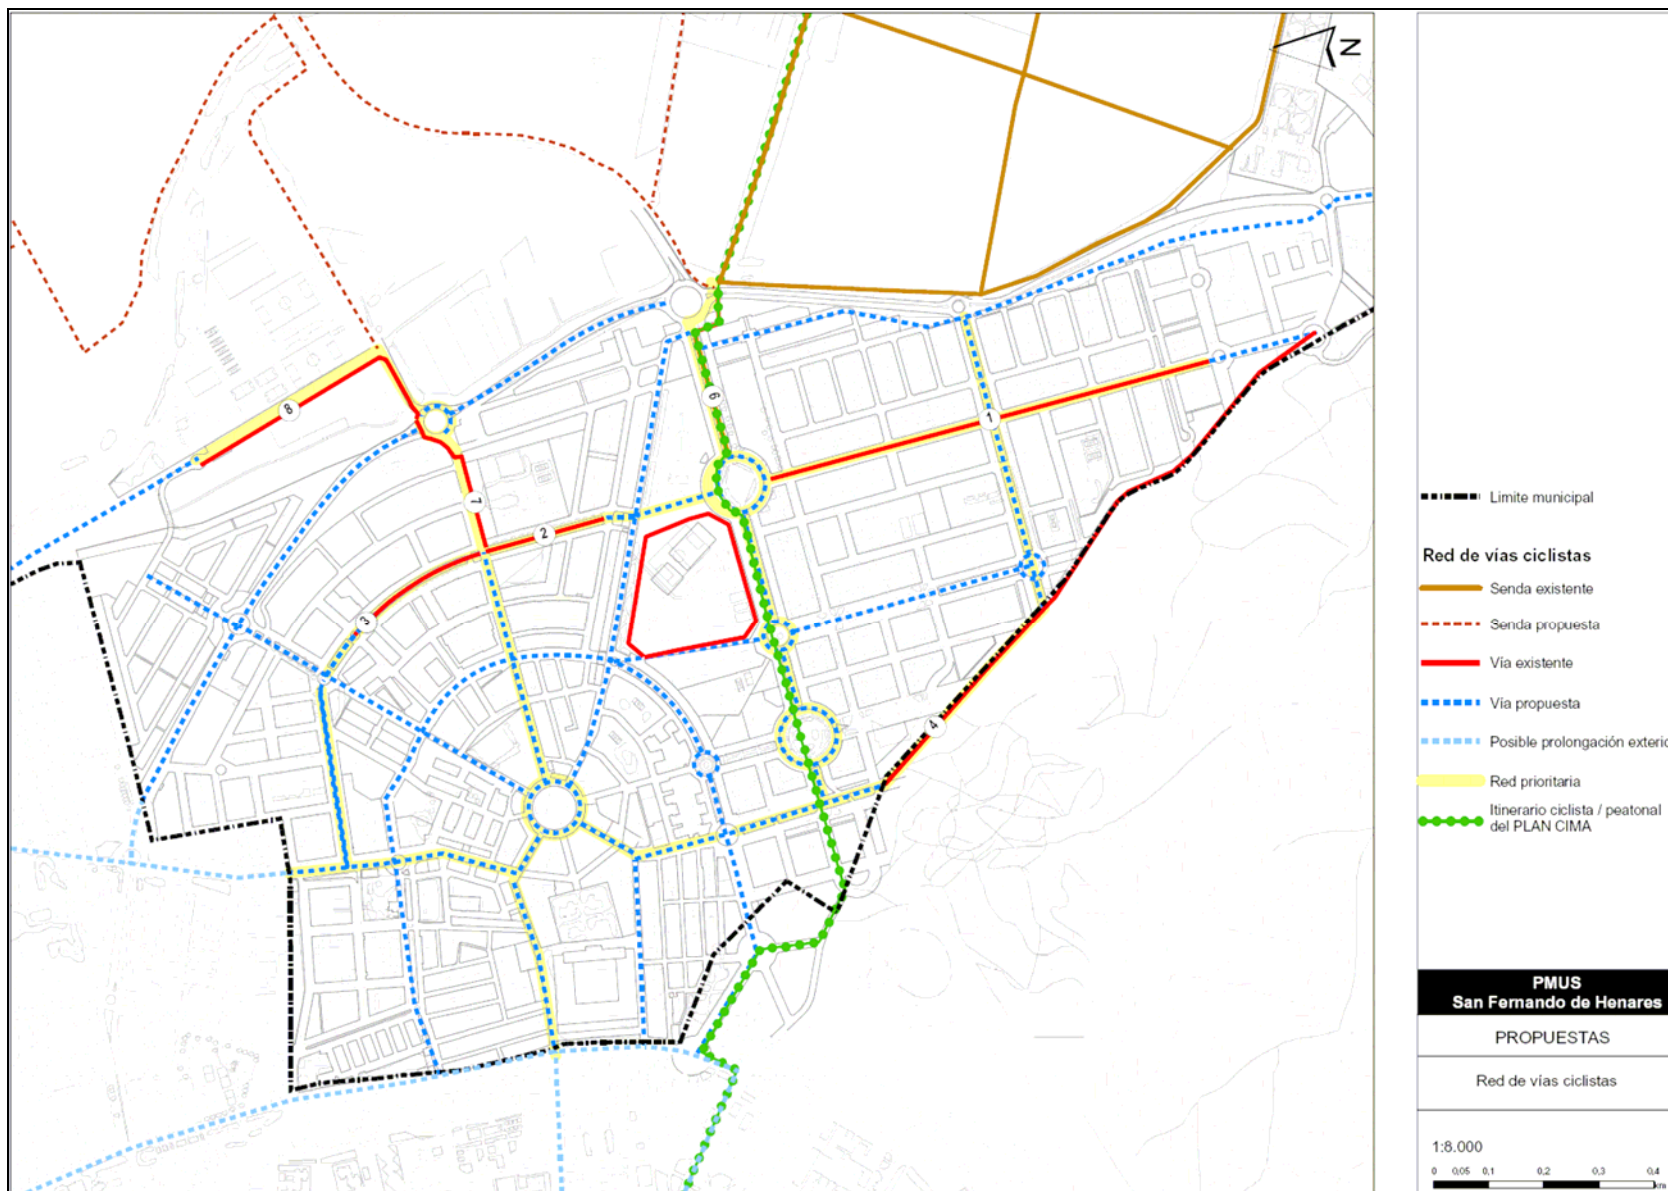 N
8
6
1
7
2
3
4
Limite municipal
Red de vías ciclistas
Senda existente
Senda propuesta
Vía existente
Vía propuesta
Posible prolongación exterio
Red prioritaria
Itinerario ciclista / peatonal
del PLAN CIMA
PMUS
San Fernando de Henares
PROPUESTAS
Red de vías ciclistas
1:8.000
0 0,05 0,1 0,2 0,3 0,4
Km